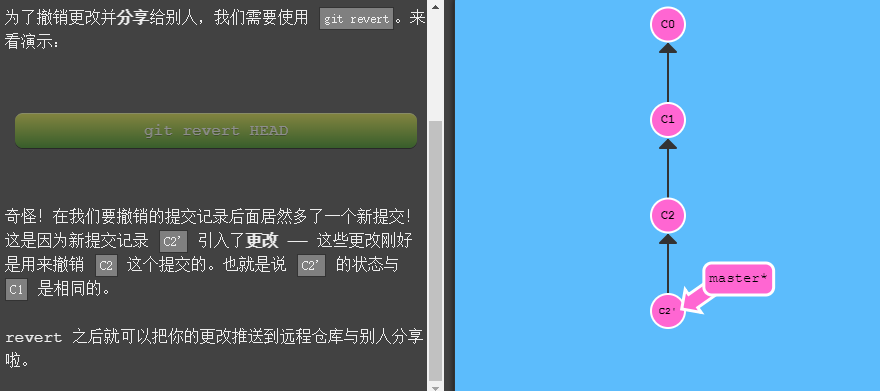 为了撤销更改并分享给别人，我们需要使用 git revert。来
看演示：
git revert HEAD
奇怪！在我们要撤销的提交记录后面居然多了一个新提交！
这是因为新提交记录 C2' 引入了更改 —— 这些更改刚好
是用来撤销 C2 这个提交的。也就是说 C2' 的状态与
C1 是相同的。
revert 之后就可以把你的更改推送到远程仓库与别人分享
啦。
C0
C1
C2
master*
C2'